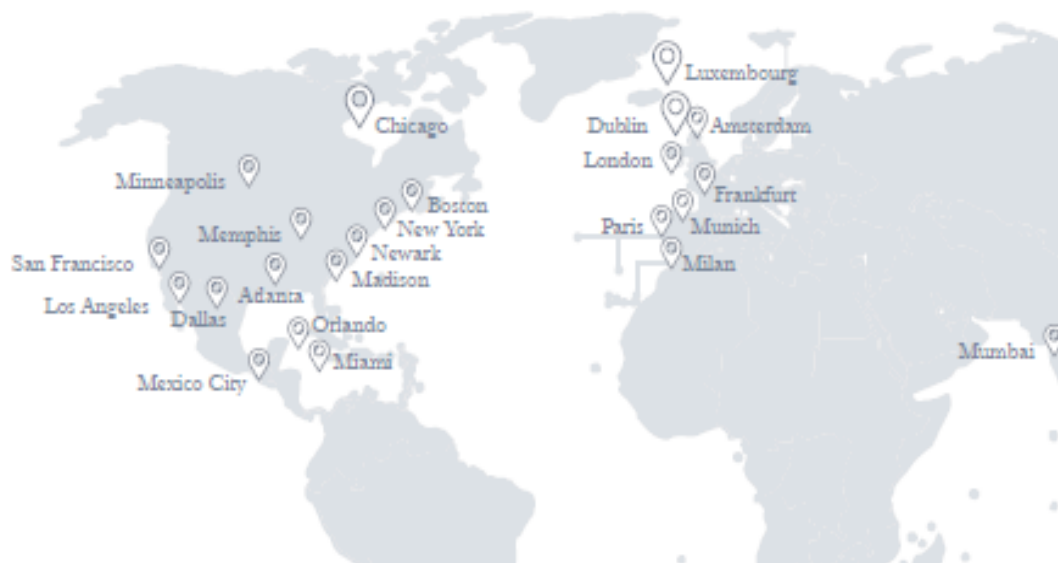 Luxembourg
Chicago
Dublin
Amsterdam
London
Minneapolis
Frankfurt
Boston
Paris
Munich
New York
Memphis
Newark
San Francisco
Milan
Madison
Adanta
Los Angeles
Dallas
Orlando
Mumbai
Miami
Mexico City